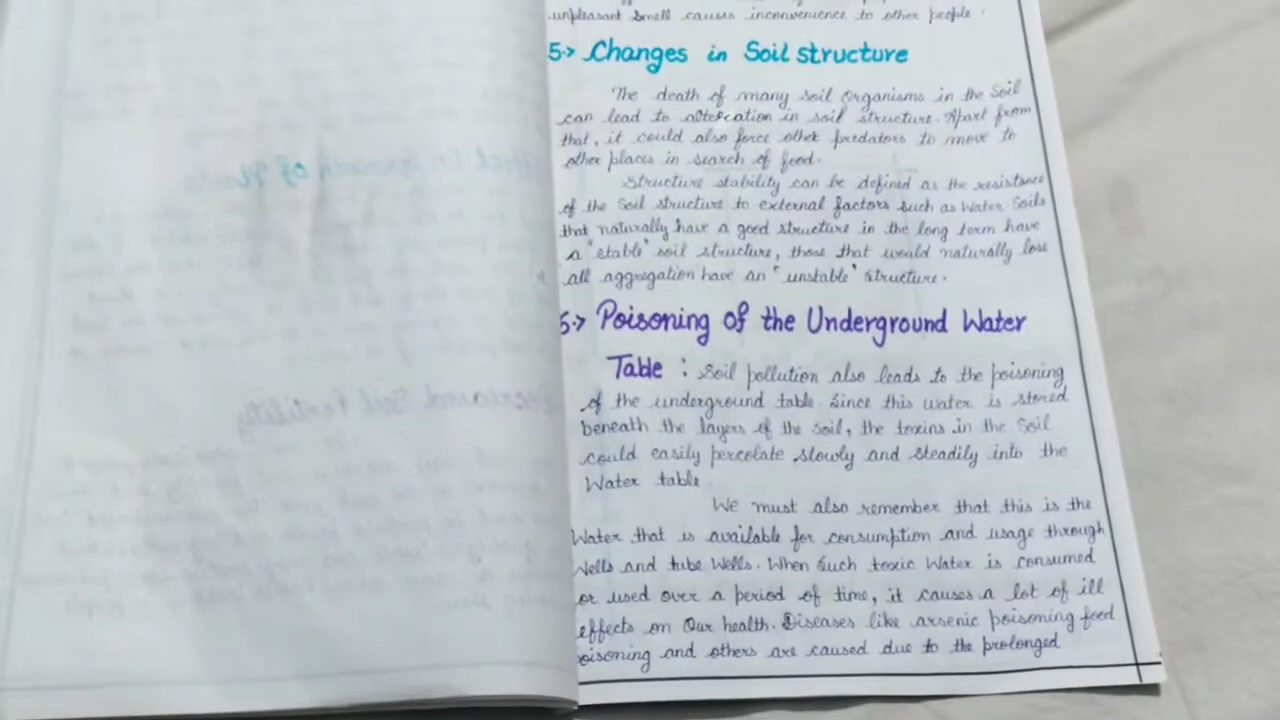 unpleasant smell causes inconvenience to other people.
5.> Changes in Soil structure
The death of many soil organisms in the Soil
can lead to altercation in soil structure. Apart from
that, it could also force other predators to move to
other places in search of food.
Structure stability can be defined as the resistance
of the Soil structure to external factors such as Water. Soils
that naturally have a good structure in the long term have
a "stable" soil structure, those that would naturally lose
all aggregation have an "unstable" structure.
6.> Poisoning of the Underground Water
Table : Soil pollution also leads to the poisoning
of the underground table. Since this water is stored
beneath the layers of the soil, the toxins in the Soil
could easily percolate slowly and steadily into the
Water table.
We must also remember that this is the
Water that is available for consumption and usage through
Wells and tube Wells. When Such toxic Water is consumed
or used over a period of time, it causes a lot of ill
effects on Our health. Diseases like arsenic poisoning food
poisoning and others are caused due to the prolonged